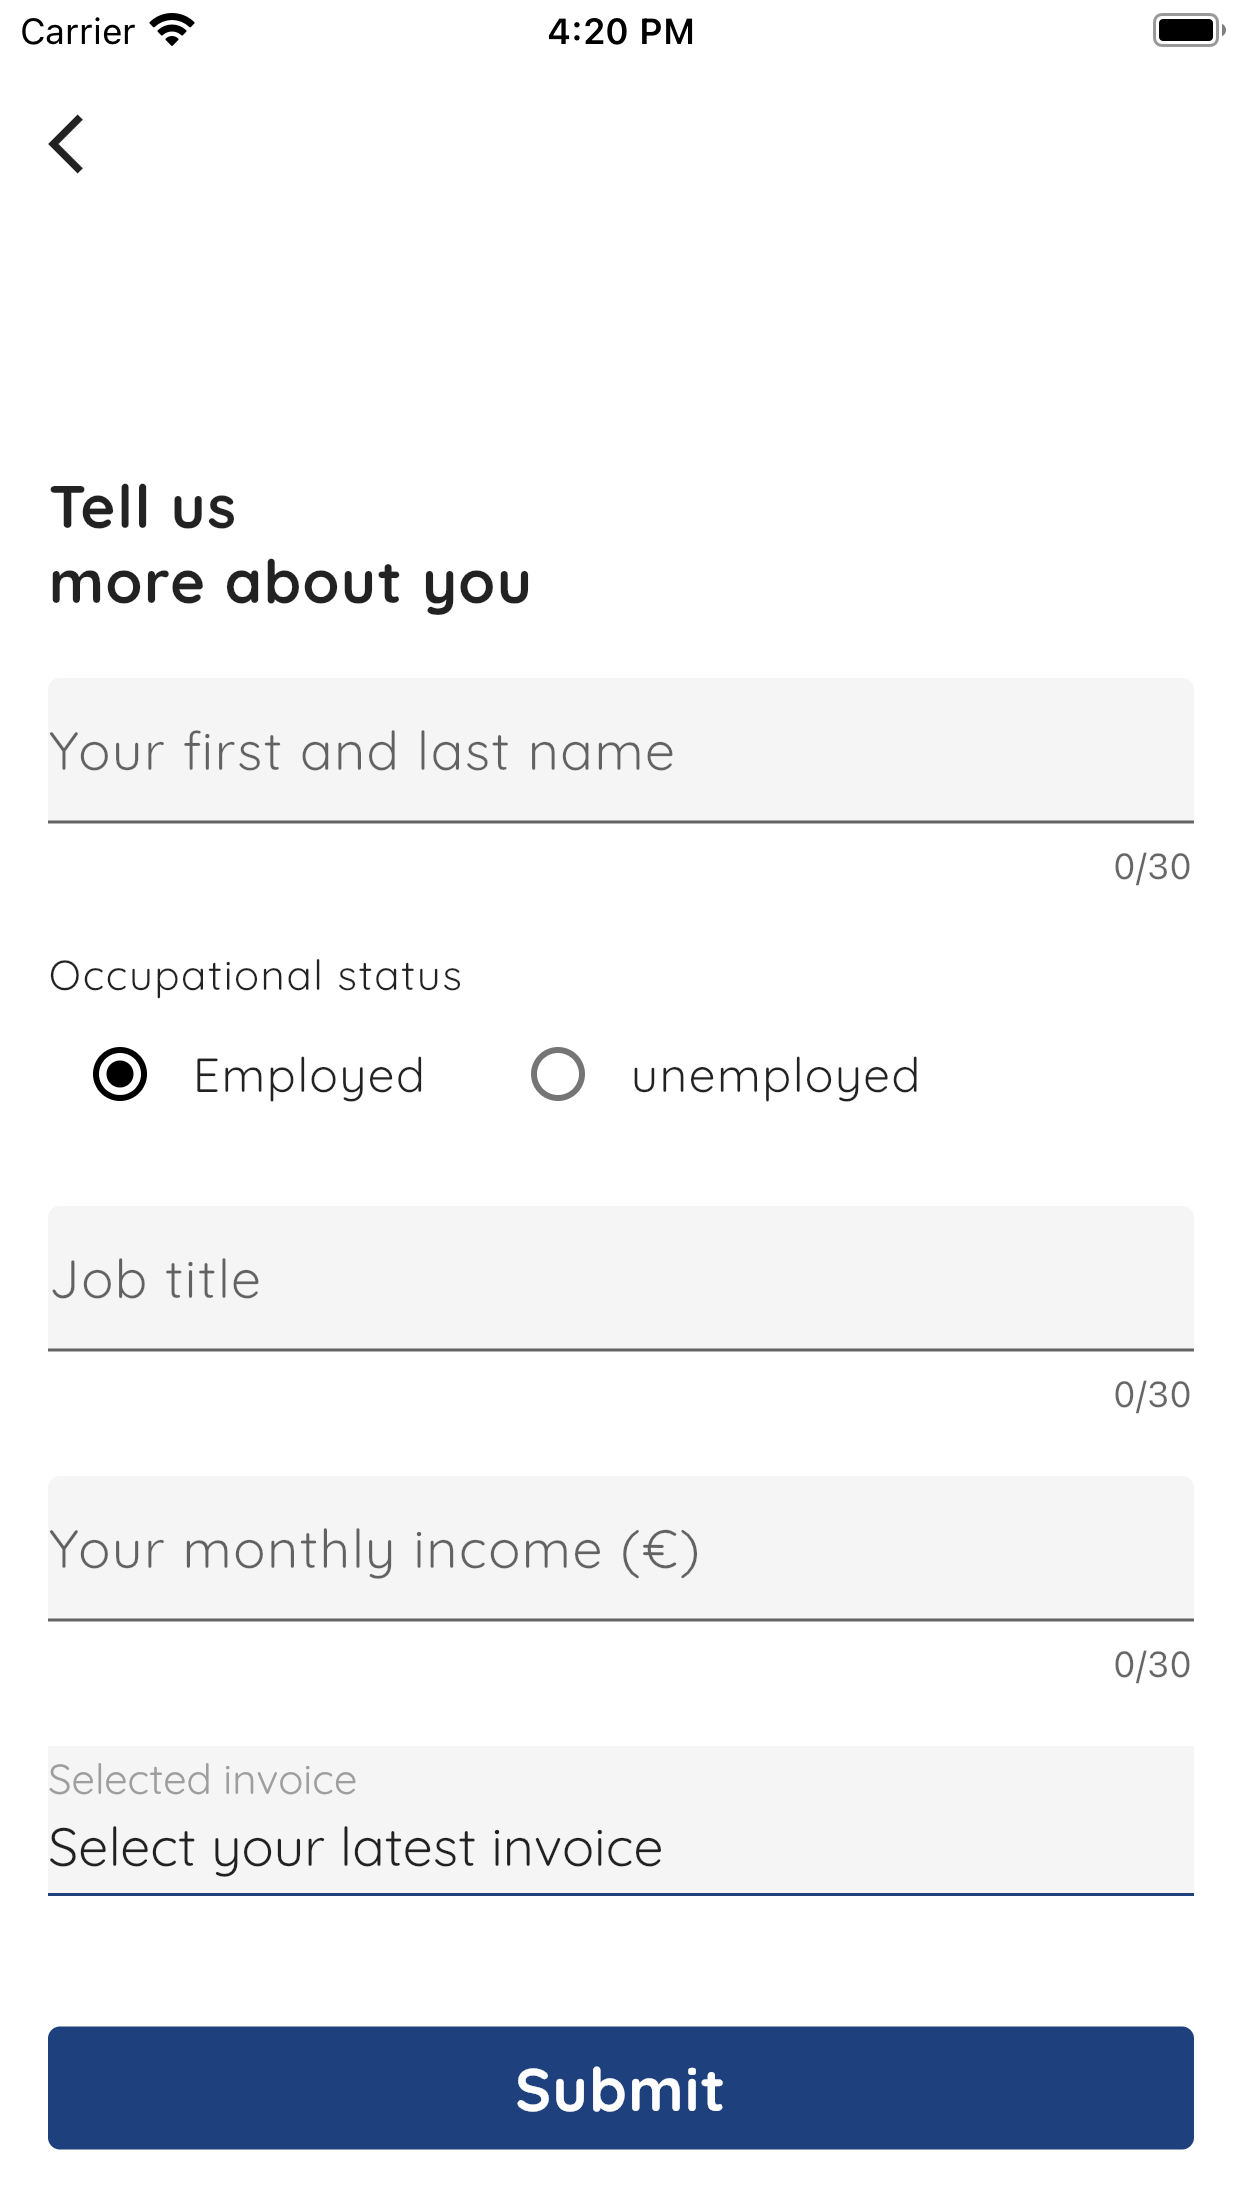 Carrier 4:20 PM
Tell us
more about you
Your first and last name
0/30
Occupational status
Employed unemployed
Job title
0/30
Your monthly income (€)
0/30
Selected invoice
Select your latest invoice
Submit